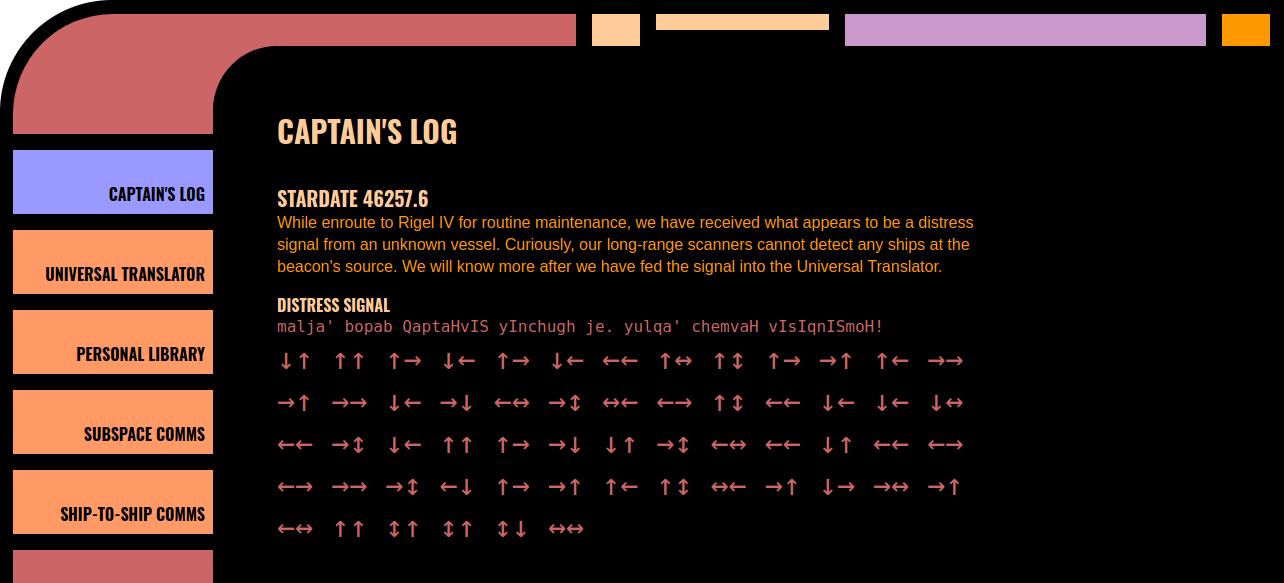 CAPTAIN'S LOG
UNIVERSAL TRANSLATOR
PERSONAL LIBRARY
SUBSPACE COMMS
SHIP-TO-SHIP COMMS
CAPTAIN'S LOG
STARDATE 46257.6
While enroute to Rigel IV for routine maintenance, we have received what appears to be a distress
signal from an unknown vessel. Curiously, our long-range scanners cannot detect any ships at the
beacon's source. We will know more after we have fed the signal into the Universal Translator.
DISTRESS SIGNAL
malja' bopab QaptaHvIS yInchugh je. yulqa' chemvaH vIsIqnISmoH!
↓↑ ↑↑ ↑→ ↓← ↑→ ↓← ←← ↑↔ ↑↕ ↑→ →↑ ↑← →→
→↑ →→ ↓← →↓ ←↔ →↕ ↔← ←→ ↑↕ ←← ↓← ↓← ↓↔
←← →↕ ↓← ↑↑ ↑→ →↓ ↓↑ →↕ ←↔ ←← ↓↑ ←← ←→
←→ →→ →↕ ←↓ ↑→ →↑ ↑← ↑↕ ↔← →↑ ↓→ →↔ →↑
←↔ ↑↑ ↕↑ ↕↑ ↕↓ ↔↔